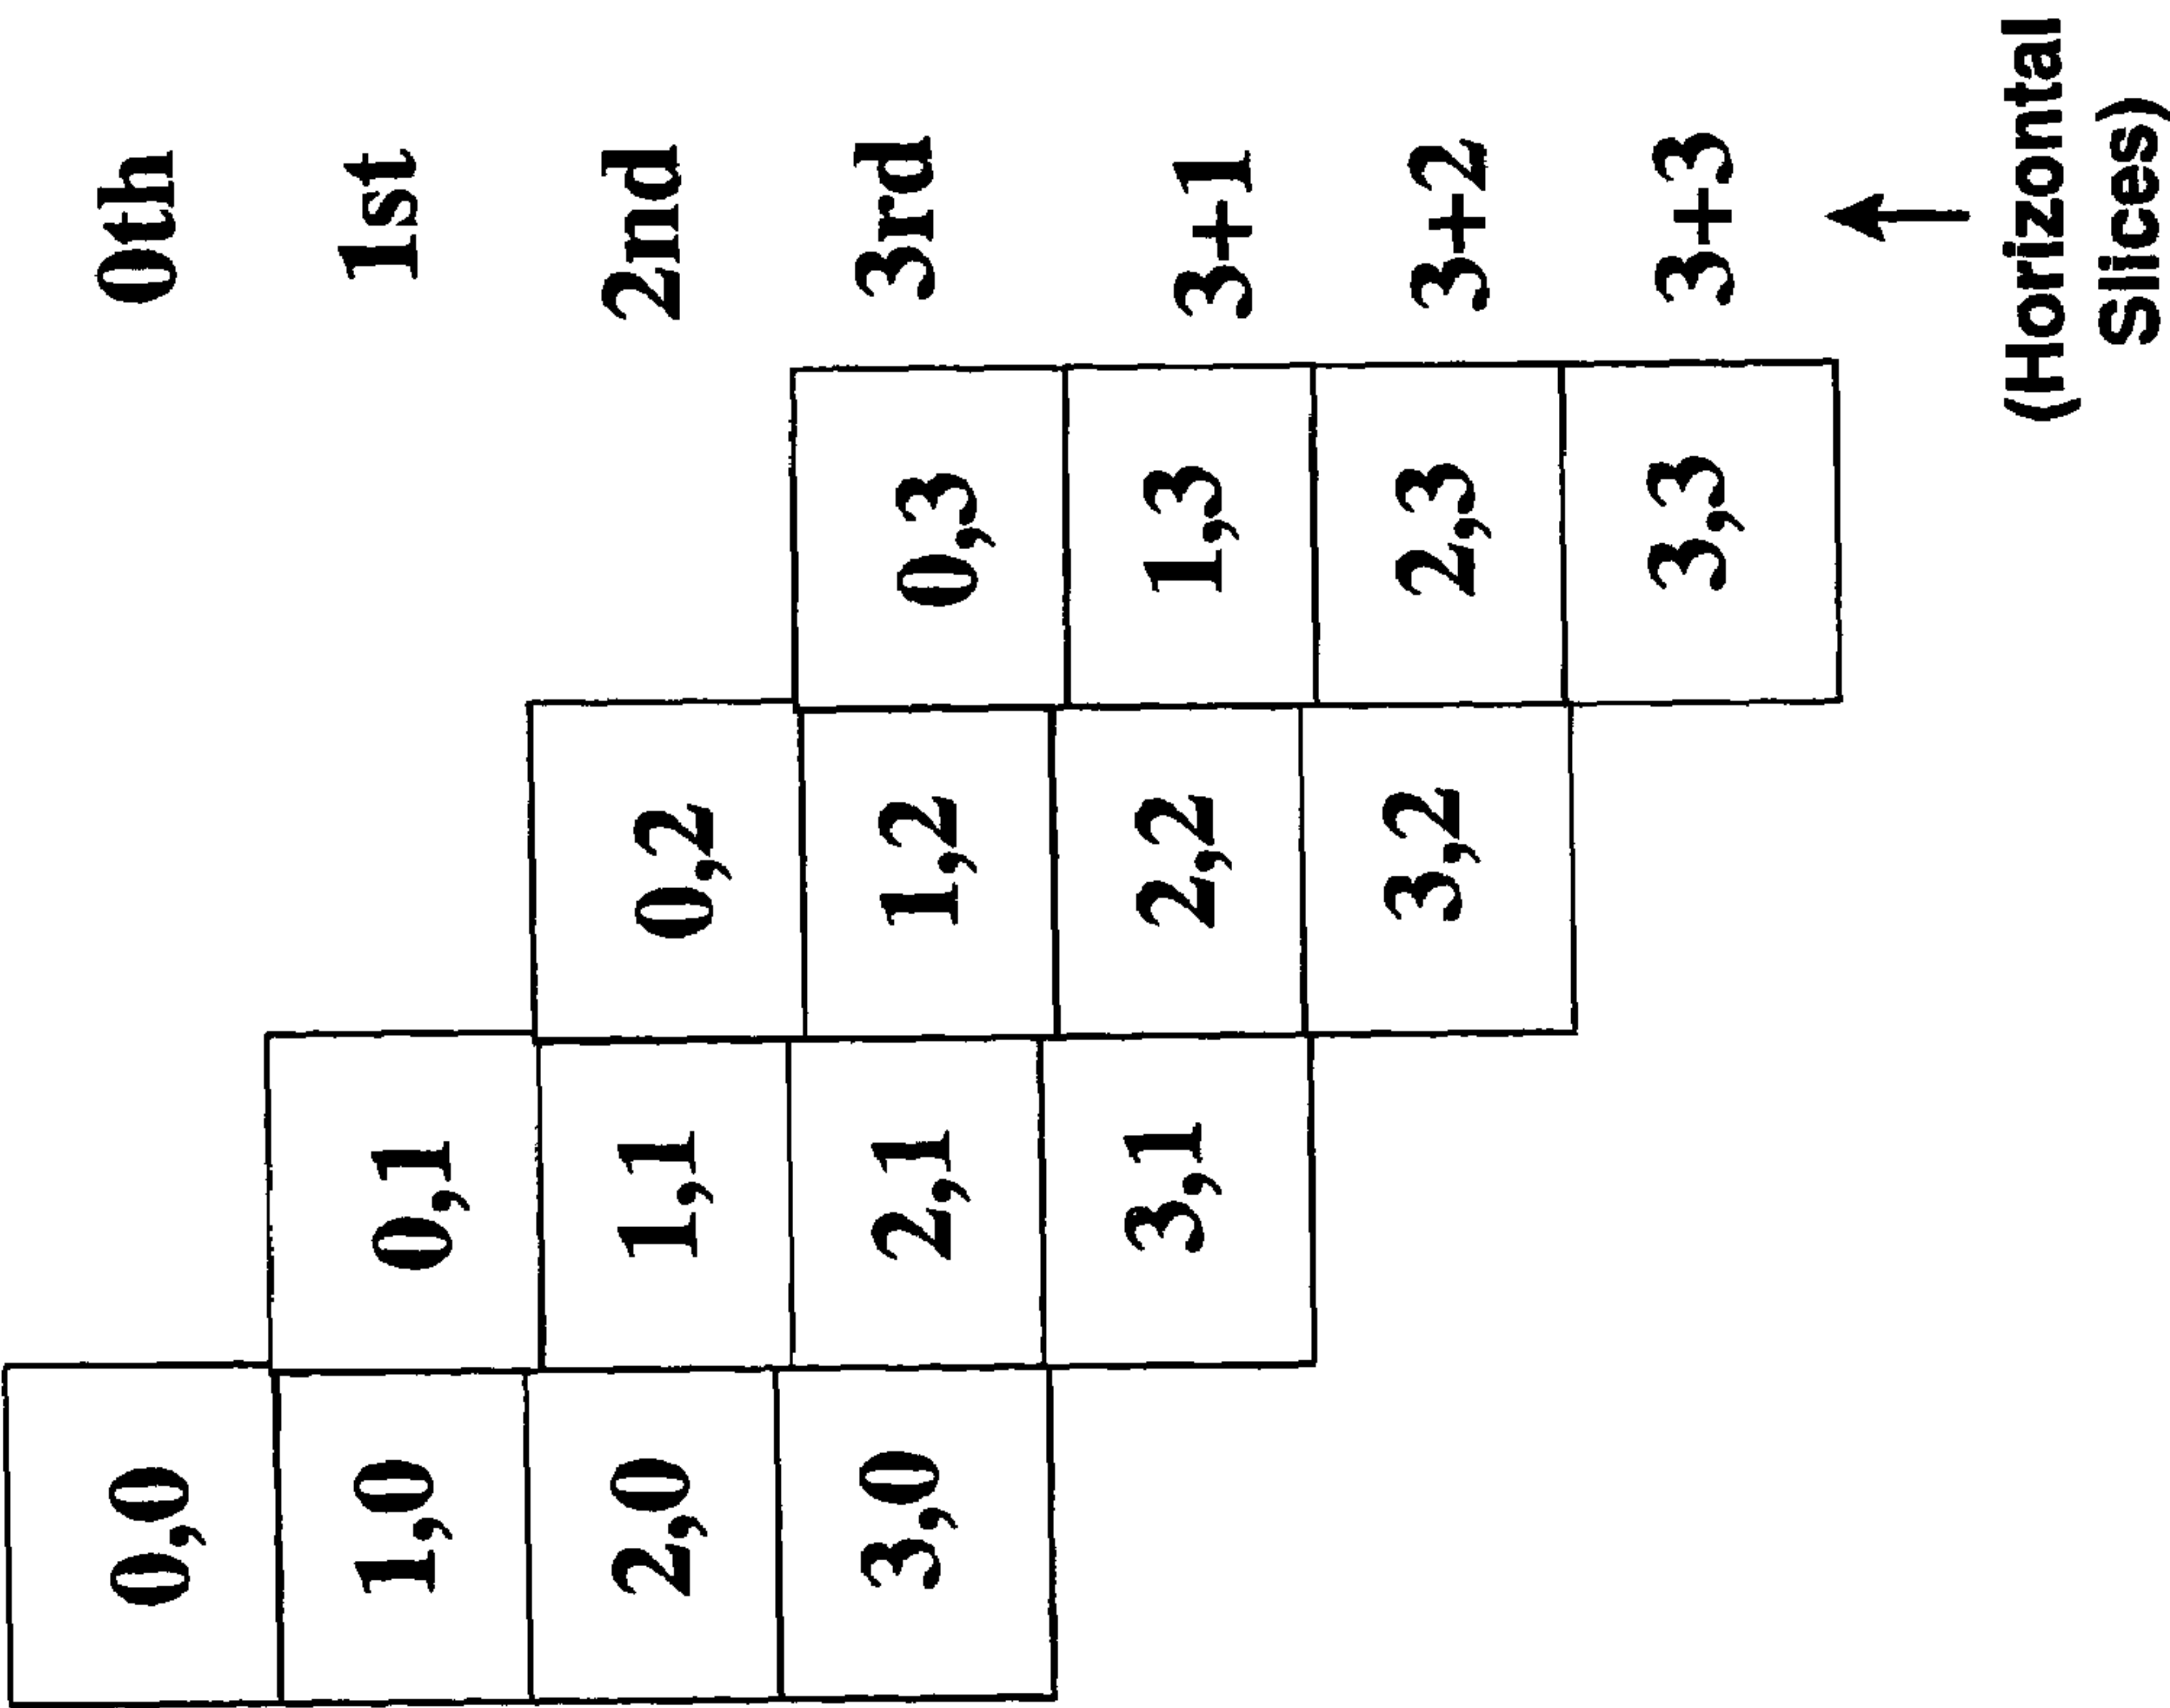 0,0 0th
1,0 0,1 1st
2,0 1,1 0,2 2nd
3,0 2,1 1,2 0,3 3rd
3,1 2,2 1,3 3+1
3,2 2,3 3+2
3,3 3+3
(Horizontal
Slices)